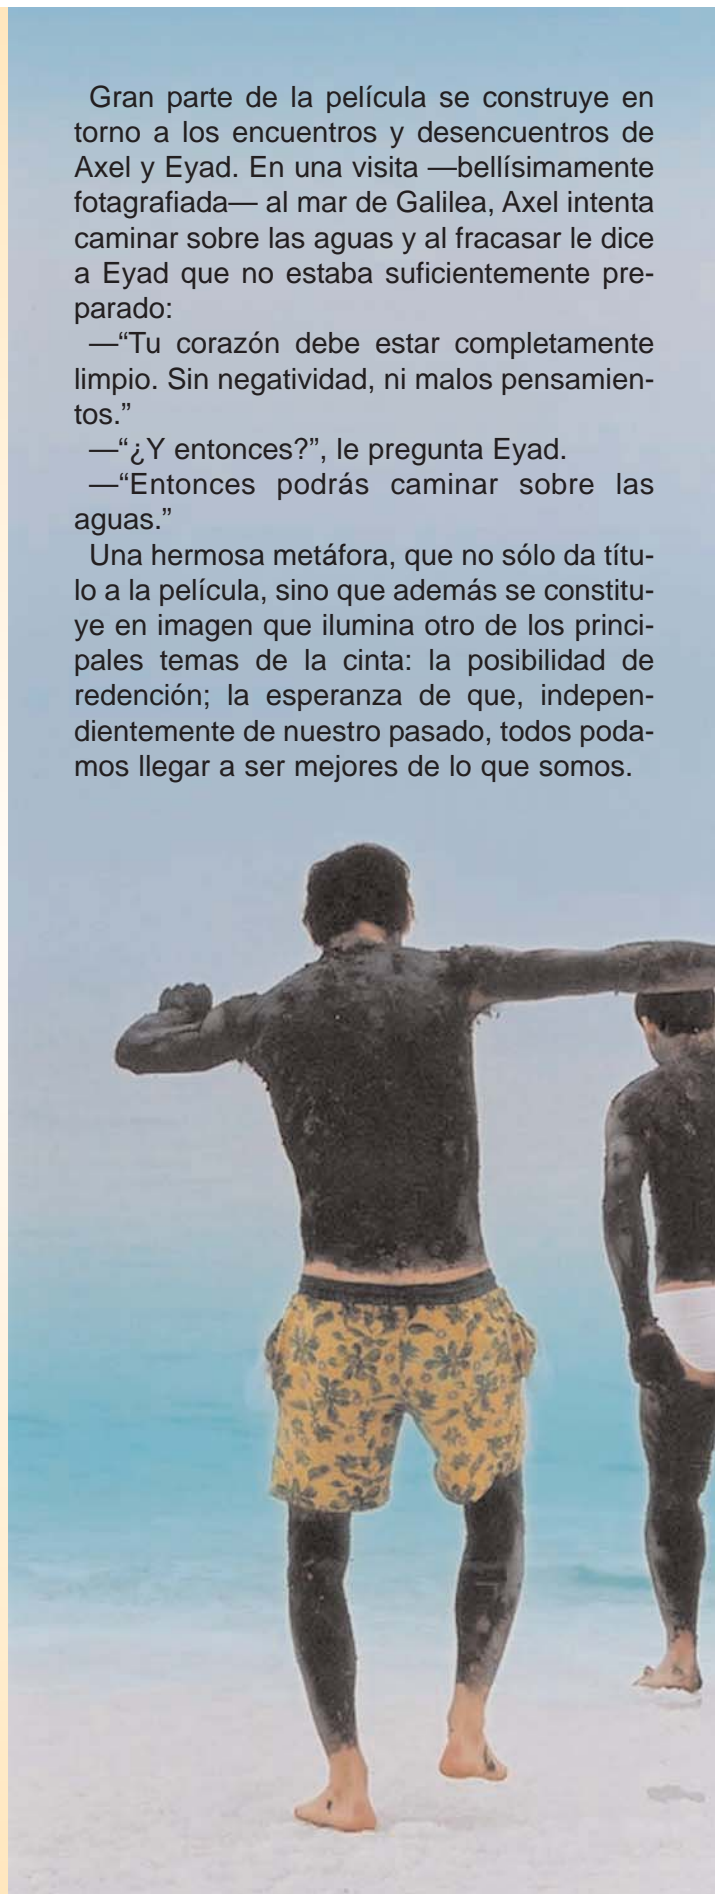 Gran parte de la película se construye en
torno a los encuentros y desencuentros de
Axel y Eyad. En una visita —bellísimamente
fotagrafiada— al mar de Galilea, Axel intenta
caminar sobre las aguas y al fracasar le dice
a Eyad que no estaba suficientemente pre-
parado:
—“Tu corazón debe estar completamente
limpio. Sin negatividad, ni malos pensamien-
tos.”
—“¿Y entonces?”, le pregunta Eyad.
—“Entonces podrás caminar sobre las
aguas.”
Una hermosa metáfora, que no sólo da títu-
lo a la película, sino que además se constitu-
ye en imagen que ilumina otro de los princi-
pales temas de la cinta: la posibilidad de
redención; la esperanza de que, indepen-
dientemente de nuestro pasado, todos poda-
mos llegar a ser mejores de lo que somos.